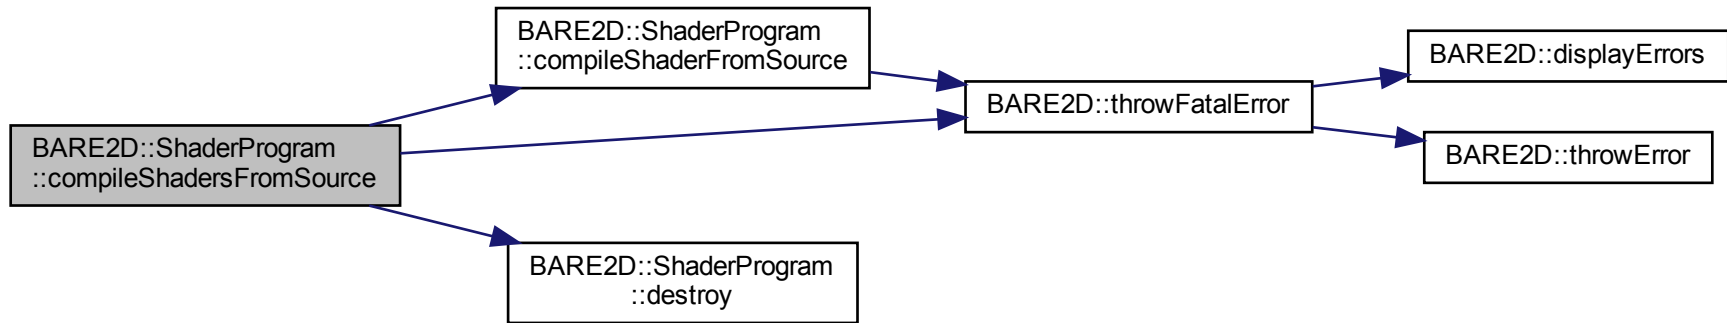 BARE2D::ShaderProgram
::compileShadersFromSource
BARE2D::ShaderProgram
::compileShaderFromSource
BARE2D::ShaderProgram
::destroy
BARE2D::throwFatalError
BARE2D::displayErrors
BARE2D::throwError